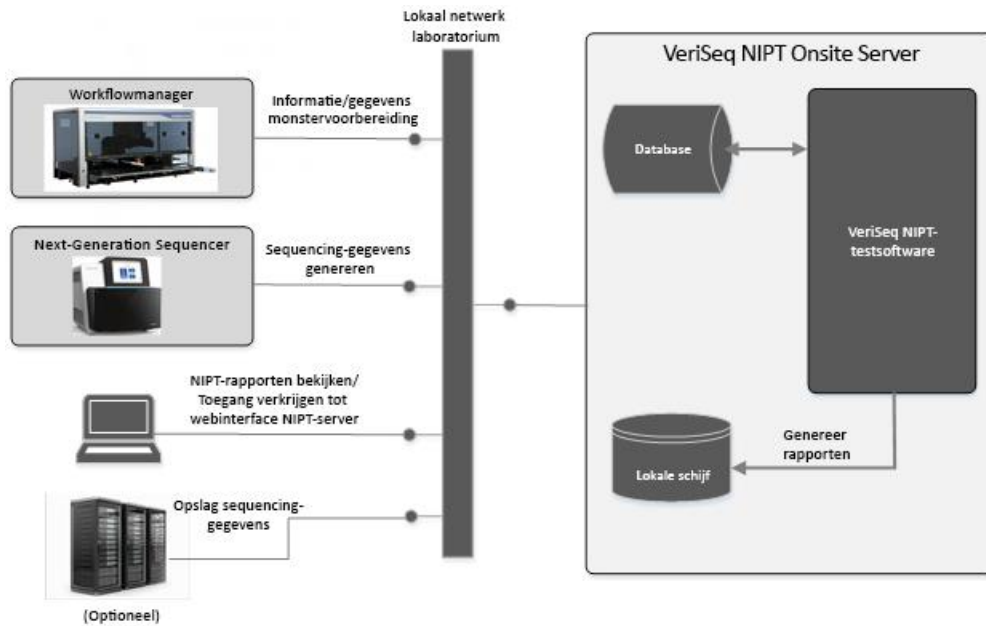 Lokaal netwerk
laboratorium
VeriSeq NIPT Onsite Server
Workflowmanager
Informatie/gegevens
monstervoorbereiding
Database
VeriSeq NIPT-
testsoftware
Next-Generation Sequencer
Sequencing-gegevens
genereren
NIPT-rapporten bekijken/
Toegang verkrijgen tot
webinterface NIPT-server
Genereer
rapporten
Lokale schijf
Opslag sequencing-
gegevens
(Optioneel)